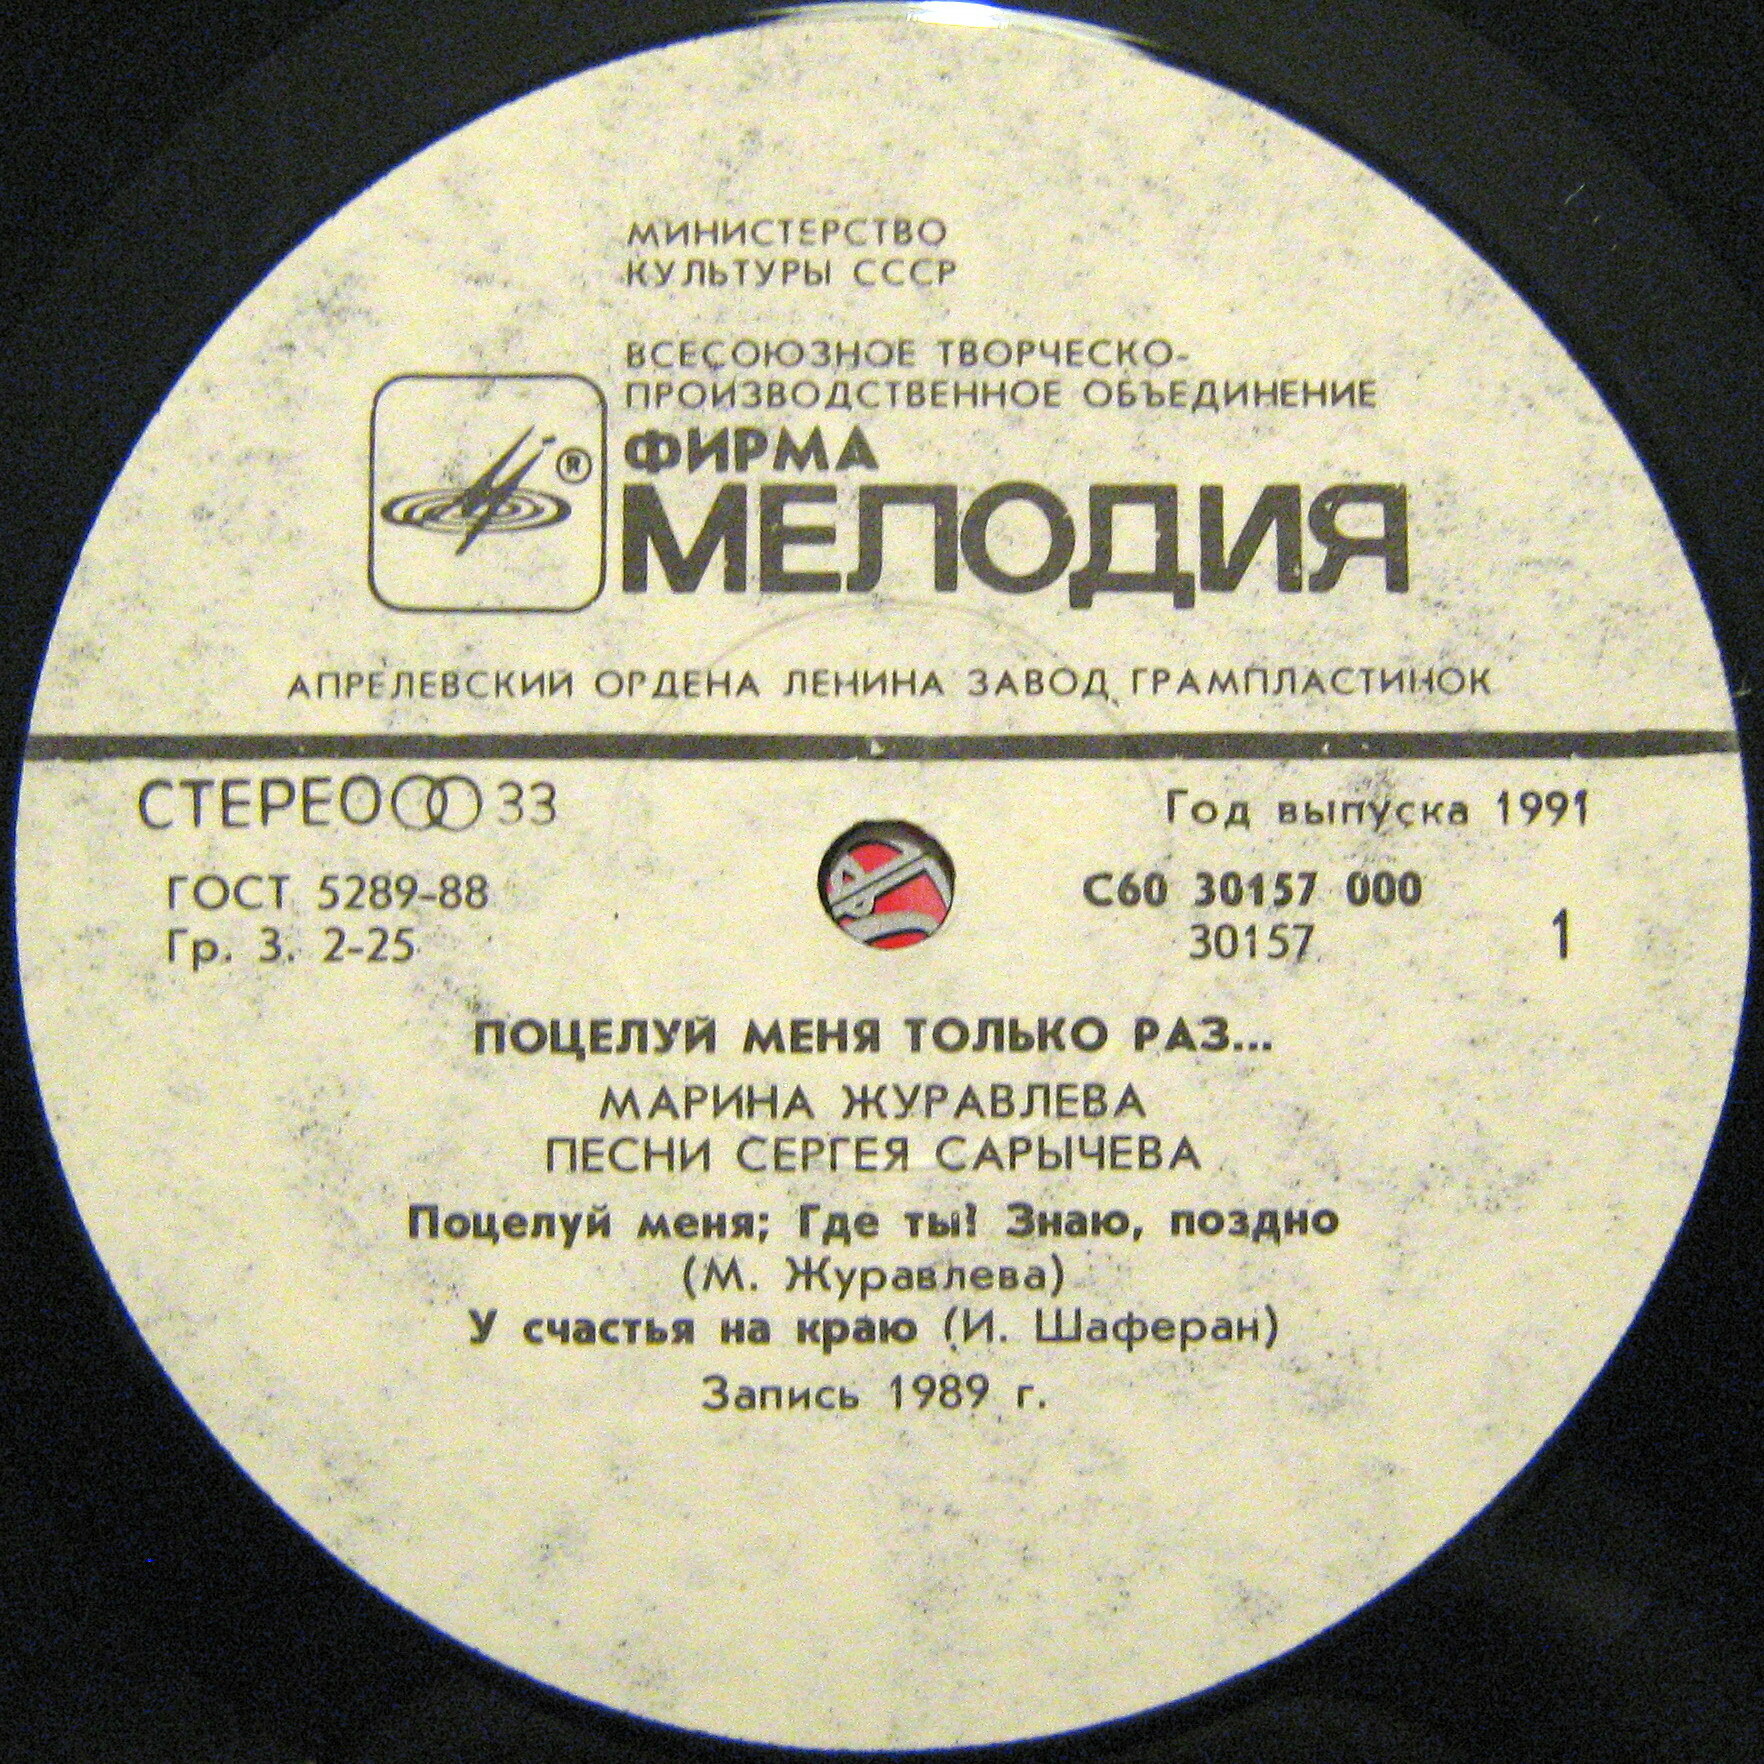 МИНИСТЕРСТВО
КУЛЬТУРЫ СССР
ВСЕСОЮЗНОЕ ТВОРЧЕСКО-
ПРОИЗВОДСТВЕННОЕ ОБЪЕДИНЕНИЕ
®
ФИРМА
МЕЛОДИЯ
АПРЕЛЕВСКИЙ ОРДЕНА ЛЕНИНА ЗАВОД ГРАМПЛАСТИНОК
СТЕРЕО 33
Год выпуска 1991
ГОСТ 5289-88
С60 30157 000
Гр. 3. 2-25
30157
1
ПОЦЕЛУЙ МЕНЯ ТОЛЬКО РАЗ...
МАРИНА ЖУРАВЛЕВА
ПЕСНИ СЕРГЕЯ САРЫЧЕВА
Поцелуй меня; Где ты? Знаю, поздно
(М. Журавлева)
У счастья на краю (И. Шаферан)
Запись 1989 г.